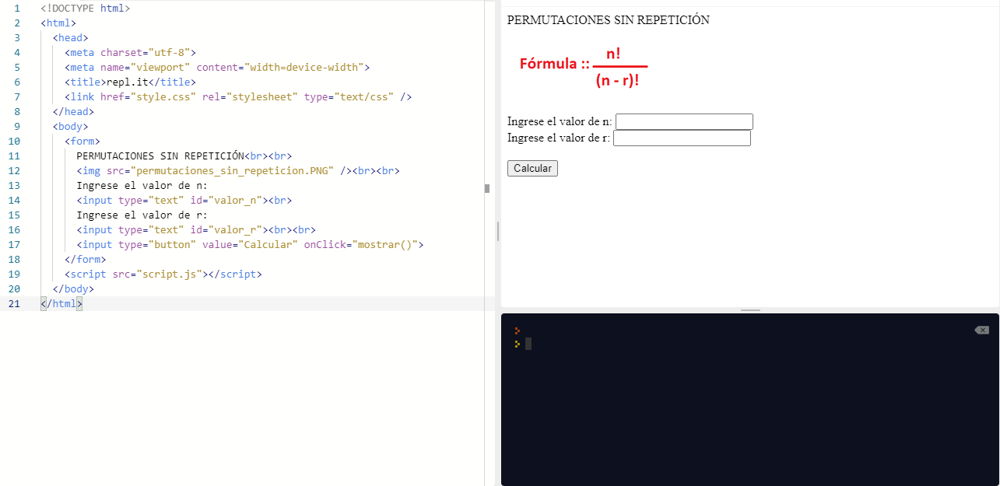 1 <!DOCTYPE html>
2 <html>
3 <head>
4 <meta charset="utf-8">
5 <meta name="viewport" content="width=device-width">
6 <title>repl.it</title>
7 <link href="style.css" rel="stylesheet" type="text/css" />
8 </head>
9 <body>
10 <form>
11 PERMUTACIONES SIN REPETICIÓN<br><br>
12 <img src="permutaciones_sin_repeticion.PNG" /><br><br>
13 Ingrese el valor de n:
14 <input type="text" id="valor_n"><br>
15 Ingrese el valor de r:
16 <input type="text" id="valor_r"><br><br>
17 <input type="button" value="Calcular" onClick="mostrar()">
18 </form>
19 <script src="script.js"></script>
20 </body>
21 </html>
PERMUTACIONES SIN REPETICIÓN
n!
Fórmula ::
(n - r)!
Ingrese el valor de n:
Ingrese el valor de r:
Calcular